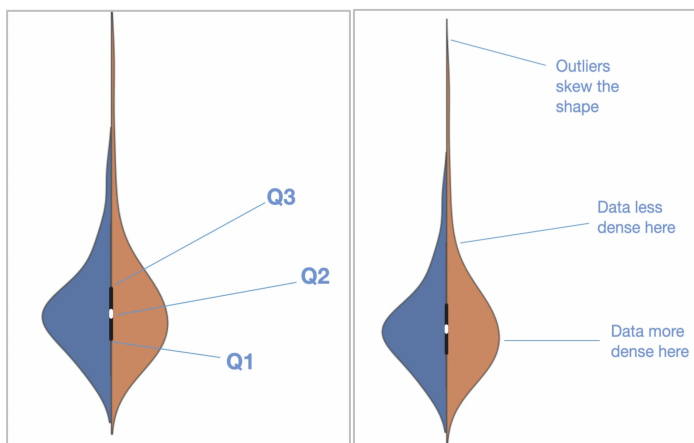 Q3
Q2
Q1
Outliers
skew the
shape
Data less
dense here
Data more
dense here